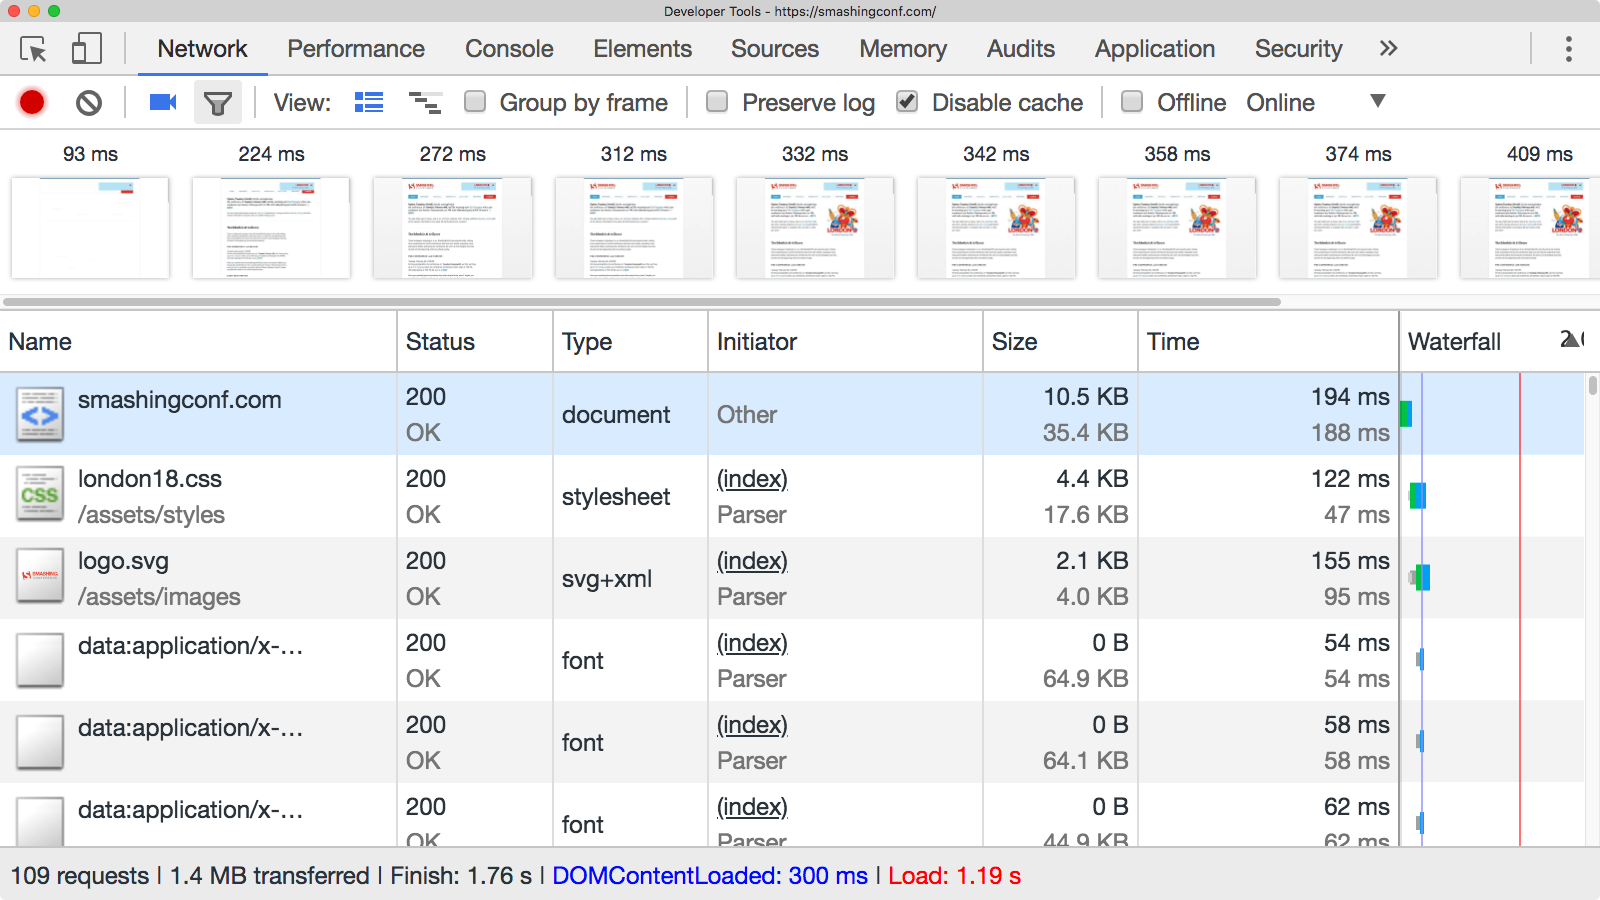 Developer Tools - https://smashingconf.com/
Network Performance Console Elements Sources Memory Audits Application Security »
View: Group by frame Preserve log Disable cache Offline Online
93 ms 224 ms 272 ms 312 ms 332 ms 342 ms 358 ms 374 ms 409 ms
Name Status Type Initiator Size Time Waterfall
smashingconf.com 200 OK document Other 10.5 KB 35.4 KB 194 ms 188 ms
london18.css /assets/styles 200 OK stylesheet (index) Parser 4.4 KB 17.6 KB 122 ms 47 ms
logo.svg /assets/images 200 OK svg+xml (index) Parser 2.1 KB 4.0 KB 155 ms 95 ms
data:application/x-... 200 OK font (index) Parser 0 B 64.9 KB 54 ms 54 ms
data:application/x-... 200 OK font (index) Parser 0 B 64.1 KB 58 ms 58 ms
data:application/x-... 200 OK font (index) Parser 0 B 44.9 KB 62 ms 62 ms
109 requests | 1.4 MB transferred | Finish: 1.76 s | DOMContentLoaded: 300 ms | Load: 1.19 s